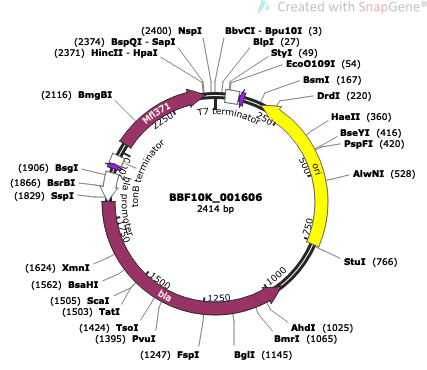 Created with SnapGene®
(2400) NspI
BbvCI - Bpu10I (3)
(2374) BspQI - SapI
BlpI (27)
(2371) HincII - HpaI
StyI (49)
EcoO109I (54)
BsmI (167)
(2116) BmgBI
DrdI (220)
Mfl371
T7 terminator
2250
250
HaeII (360)
BseYI (416)
PspFI (420)
tonB terminator
500
ori
(1906) BsgI
AlwNI (528)
(1866) BsrBI
bla promoter
BBF10K_001606
(1829) SspI
2414 bp
1750
750
StuI (766)
(1624) XmnI
1500
1000
(1562) BsaHI
bla
1250
(1505) ScaI
(1503) TatI
(1424) TsoI
AhdI (1025)
(1395) PvuI
BmrI (1065)
(1247) FspI
BglI (1145)